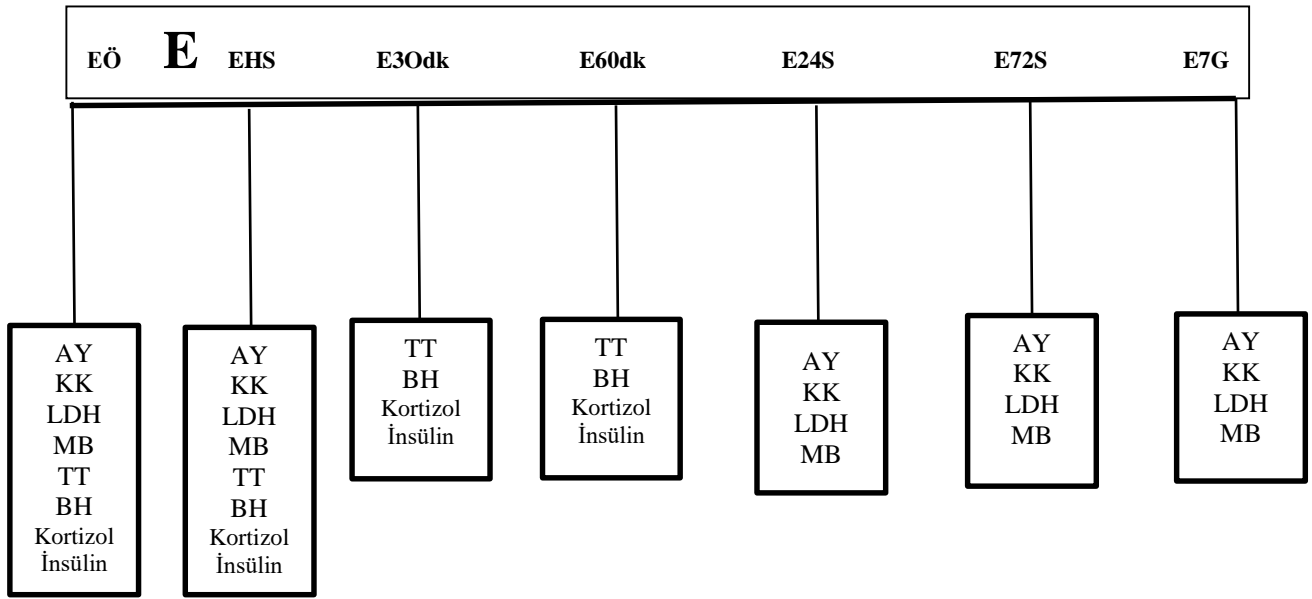 EÖ E EHS E3Odk E60dk E24S E72S E7G
AY
KK
LDH
MB
TT
BH
Kortizol
İnsülin
AY
KK
LDH
MB
TT
BH
Kortizol
İnsülin
TT
BH
Kortizol
İnsülin
TT
BH
Kortizol
İnsülin
AY
KK
LDH
MB
AY
KK
LDH
MB
AY
KK
LDH
MB